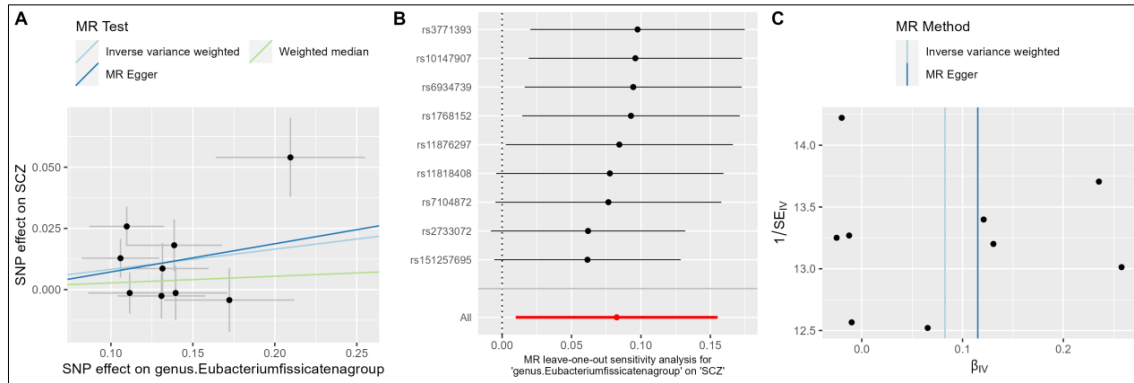 A
MR Test
Inverse variance weighted
Weighted median
MR Egger
SNP effect on SCZ
0.050
0.025
0.000
0.10
0.15
0.20
0.25
SNP effect on genus.Eubacteriumfissicatenagroup
B
rs3771393
rs10147907
rs6934739
rs1768152
rs11876297
rs11818408
rs7104872
rs2733072
rs151257695
All
0.00
0.05
0.10
0.15
MR leave-one-out sensitivity analysis for
'genus.Eubacteriumfissicatenagroup' on 'SCZ'
C
MR Method
Inverse variance weighted
MR Egger
1/SEIV
14.0
13.5
13.0
12.5
0.0
0.1
0.2
βIV